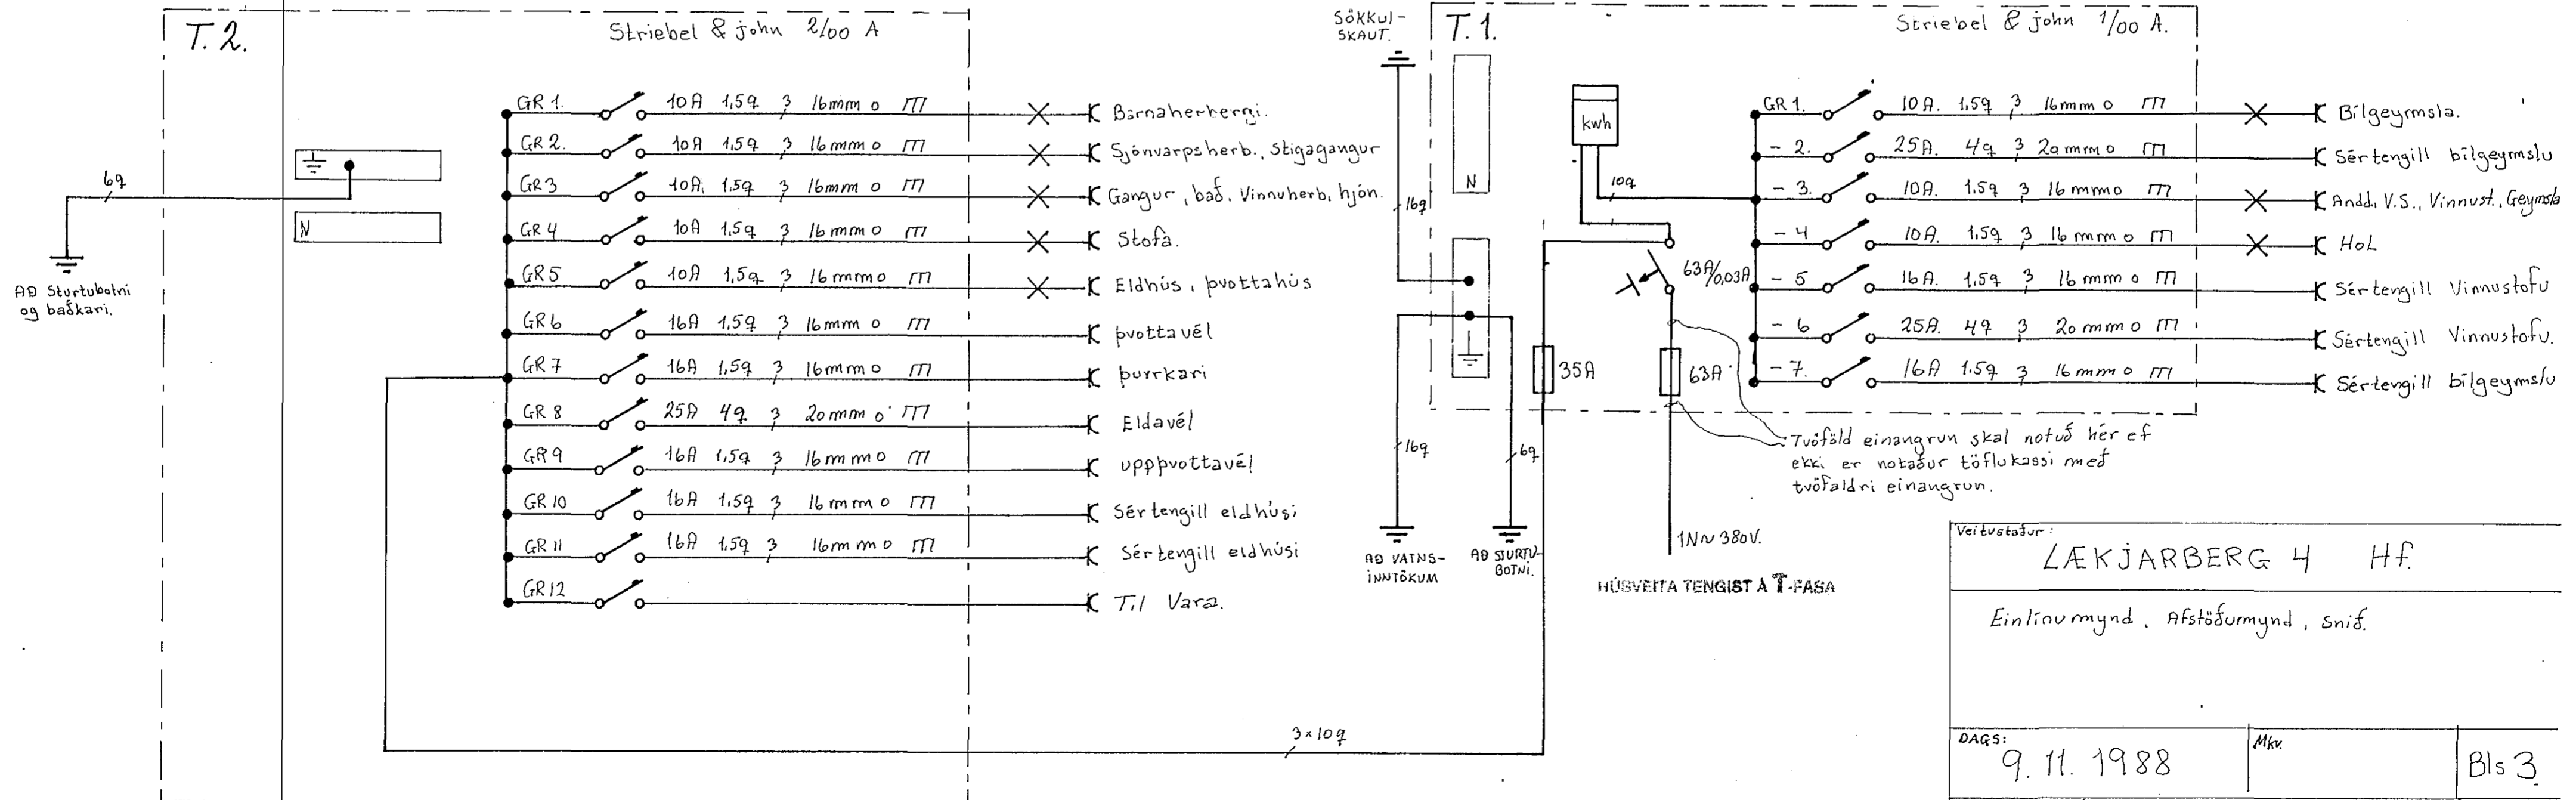 T.2.
Striebel & john 2/00 A
GR 1. 10A 1,5q 3 16mm o m Barnaherbergi.
GR 2. 10A 1,5q 3 16mm o m Sjónvarpsherb., Stigagangur
GR 3 10A, 1,5q 3 16mm o m Gangur, bað. Vinnuherb, hjón.
GR 4 10A 1,5q 3 16mm o m Stofa.
GR 5 10A 1,5q 3 16mm o m Eldhús, þvottahús
GR 6 16A 1,5q 3 16mm o m þvottavél
GR 7 16A 1,5q 3 16mm o m þurrkari
GR 8 25A 4q 3 20mm o m Eldavél
GR 9 16A 1,5q 3 16mm o m uppþvottavél
GR 10 16A 1,5q 3 16mm o m Sértengill eldhúsi
GR 11 16A 1,5q 3 16mm o m Sértengill eldhúsi
GR 12 Til Vara.
N
6q
AÐ Sturtubotni
og baðkari.
3x10q
SÖKKUL-
SKAUT.
T.1.
Striebel & john 1/00 A.
N
kwh
10q
16q
63A/0,03A
35A
63A
16q
6q
AÐ VATNS-
INNTÖKUM
AÐ STURTU-
BOTNI.
1N~380V.
HÚSVEITA TENGIST Á T-FASA
GR 1. 10A. 1,5q 3 16mm o m Bílgeymsla.
- 2. 25A. 4q 3 20mm o m Sértengill bílgeymslu
- 3. 10A. 1.5q 3 16mm o m Andd, V.S., Vinnust., Geymsla
- 4 10A. 1.5q 3 16mm o m HoL
- 5 16A. 1,5q 3 16mm o m Sértengill Vinnustofu
- 6 25A. 4q 3 20mm o m Sértengill Vinnustofu.
- 7. 16A 1.5q 3 16mm o m Sértengill bílgeymslu
Tvöföld einangrun skal notuð hér ef
ekki er notaður töflukassi með
tvöfaldri einangrun.
Veitustaður:
LÆKJARBERG 4 Hf.
Einlínumynd, Afstöðumynd, Snið.
DAGS:
9. 11. 1988
Mkv.
Bls 3